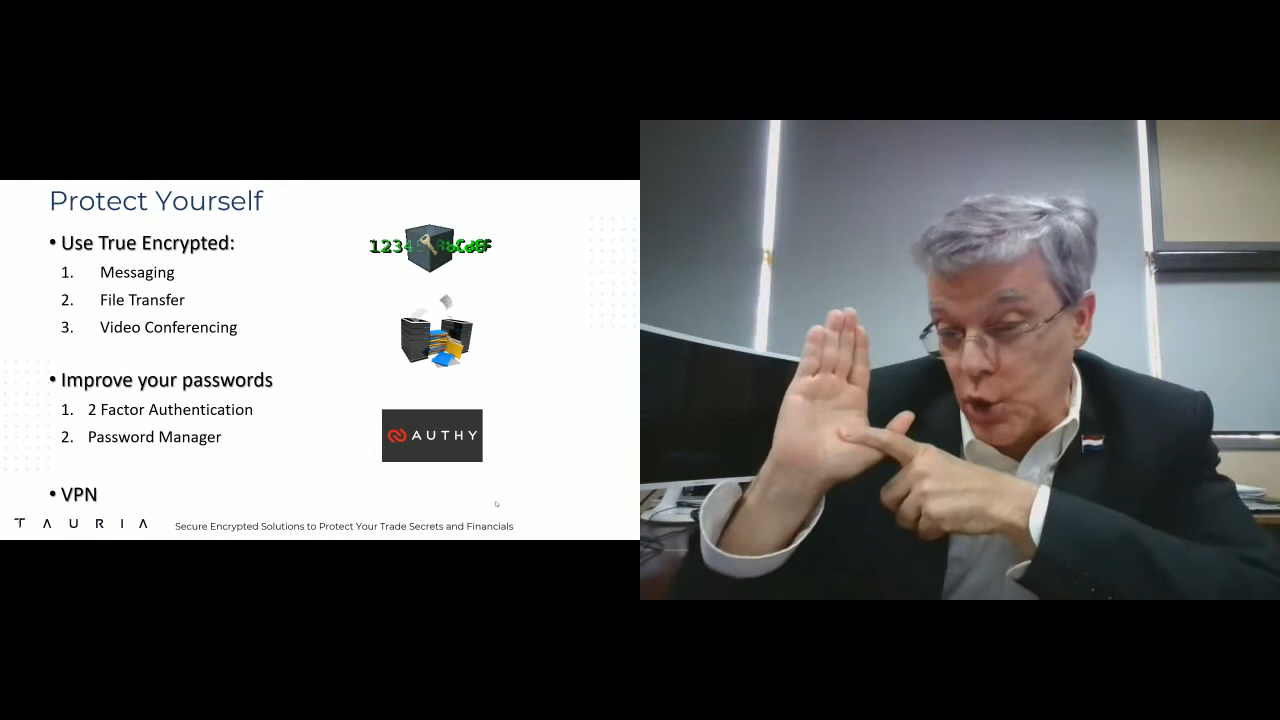 Protect Yourself
• Use True Encrypted:
1. Messaging
2. File Transfer
3. Video Conferencing
• Improve your passwords
1. 2 Factor Authentication
2. Password Manager
AUTHY
• VPN
TAURIA
Secure Encrypted Solutions to Protect Your Trade Secrets and Financials